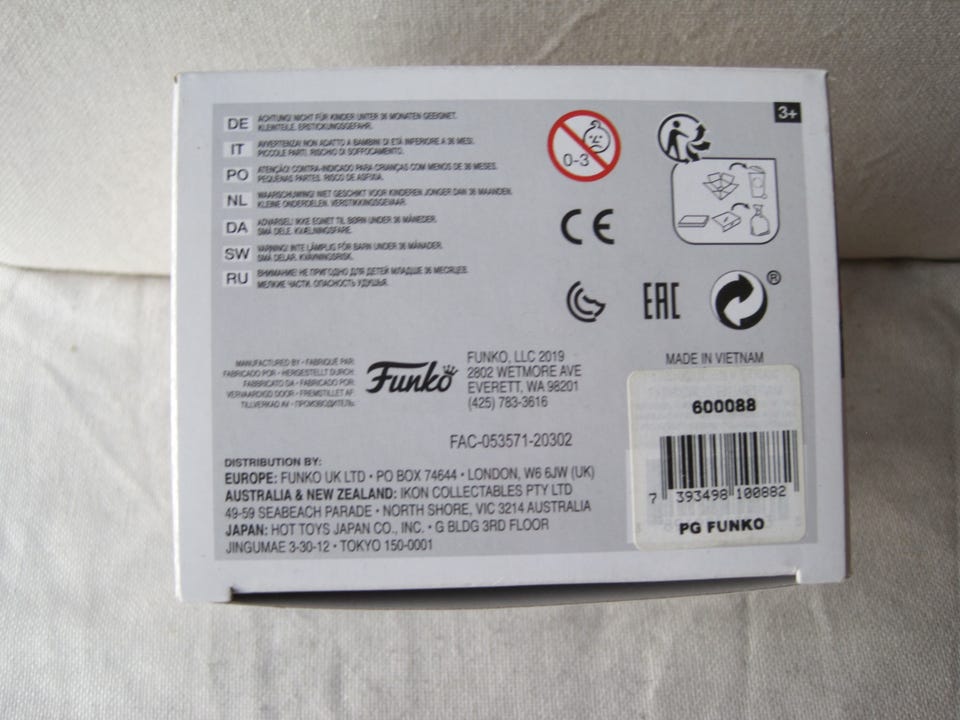 3+
DE ACHTUNG! NICHT FÜR KINDER UNTER 36 MONATEN GEEIGNET.
KLEINTEILE. ERSTICKUNGSGEFAHR.
IT AVVERTENZA! NON ADATTO A BAMBINI DI ETÀ INFERIORE A 36 MESI.
PICCOLE PARTI. RISCHIO DI SOFFOCAMENTO.
PO ATENÇÃO! CONTRA-INDICADO PARA CRIANÇAS COM MENOS DE 36 MESES.
PEQUENAS PARTES. RISCO DE ASFIXIA.
NL WAARSCHUWING! NIET GESCHIKT VOOR KINDEREN JONGER DAN 36 MAANDEN.
KLEINE ONDERDELEN. VERSTIKKINGSGEVAAR.
DA ADVARSEL! IKKE EGNET TIL BØRN UNDER 36 MÅNEDER.
SMÅ DELE. KVÆLNINGSFARE.
SW VARNING! INTE LÄMPLIG FÖR BARN UNDER 36 MÅNADER.
SMÅ DELAR. KVÄVNINGSRISK.
RU ВНИМАНИЕ! НЕ ПРИГОДНО ДЛЯ ДЕТЕЙ МЛАДШЕ 36 МЕСЯЦЕВ.
МЕЛКИЕ ЧАСТИ. ОПАСНОСТЬ УДУШЬЯ.
0-3
CE
EAC
®
MANUFACTURED BY • FABRIQUÉ PAR:
FABRICADO POR • HERGESTELLT DURCH:
FABBRICATO DA • FABRICADO POR:
VERVAARDIGD DOOR • FREMSTILLET AF:
TILLVERKAD AV • ПРОИЗВОДИТЕЛЬ:
Funko
FUNKO, LLC 2019
2802 WETMORE AVE
EVERETT, WA 98201
(425) 783-3616
MADE IN VIETNAM
FAC-053571-20302
DISTRIBUTION BY:
EUROPE: FUNKO UK LTD • PO BOX 74644 • LONDON, W6 6JW (UK)
AUSTRALIA & NEW ZEALAND: IKON COLLECTABLES PTY LTD
49-59 SEABEACH PARADE • NORTH SHORE, VIC 3214 AUSTRALIA
JAPAN: HOT TOYS JAPAN CO., INC. • G BLDG 3RD FLOOR
JINGUMAE 3-30-12 • TOKYO 150-0001
600088
7 393498 100882
PG FUNKO